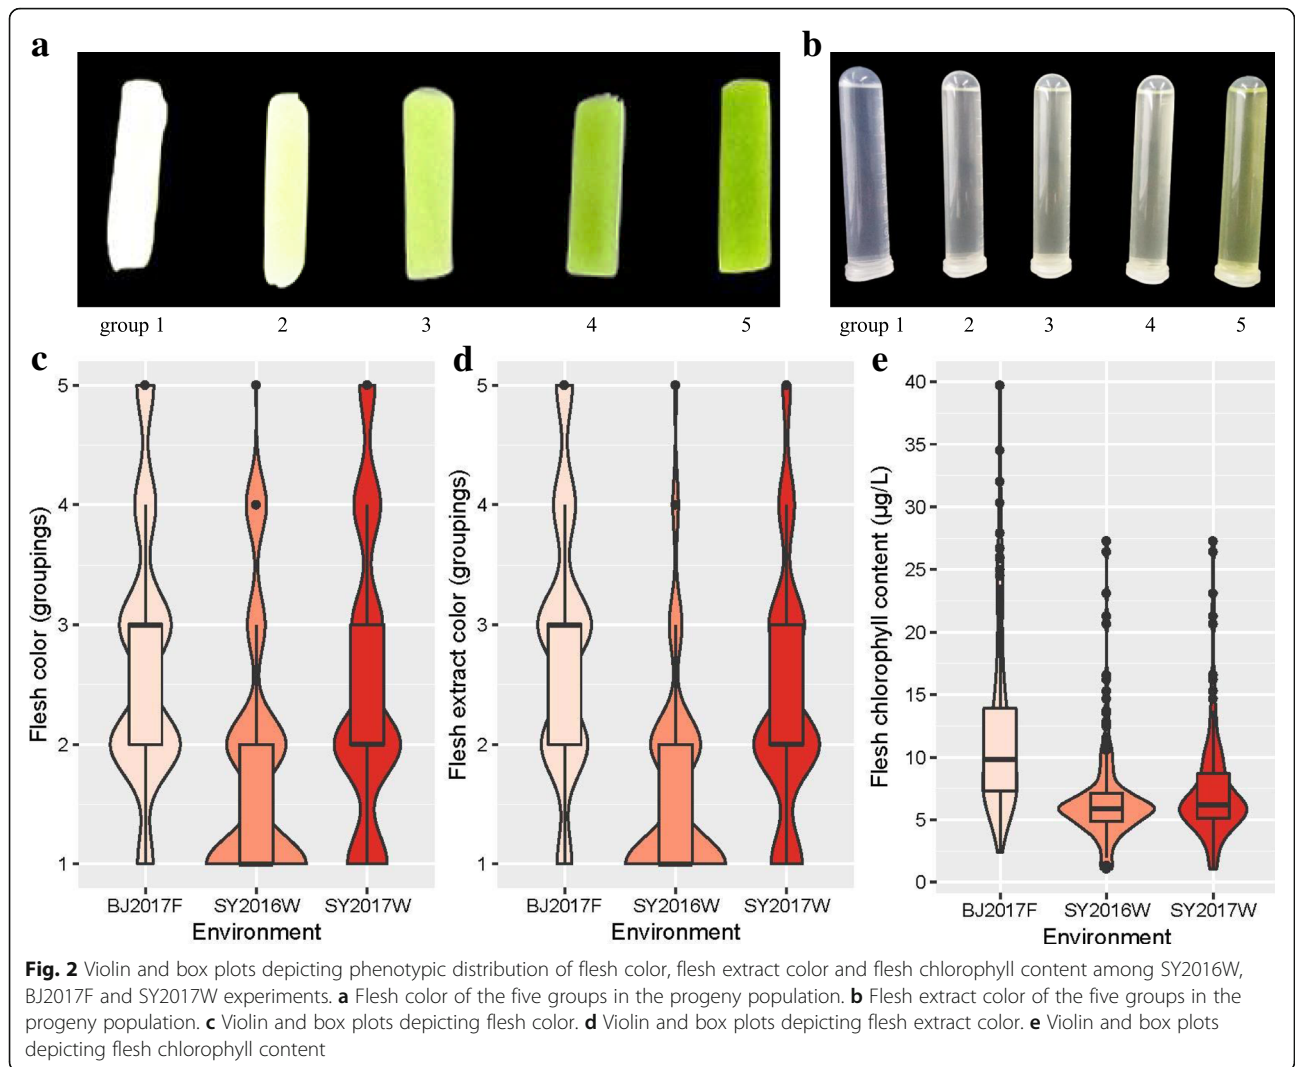 a
b
group 1 2 3 4 5
group 1 2 3 4 5
c
Flesh color (groupings)
5
4
3
2
1
BJ2017F SY2016W SY2017W
Environment
d
Flesh extract color (groupings)
5
4
3
2
1
BJ2017F SY2016W SY2017W
Environment
e
Flesh chlorophyll content (µg/L)
40
35
30
25
20
15
10
5
0
BJ2017F SY2016W SY2017W
Environment
Fig. 2 Violin and box plots depicting phenotypic distribution of flesh color, flesh extract color and flesh chlorophyll content among SY2016W,
BJ2017F and SY2017W experiments. a Flesh color of the five groups in the progeny population. b Flesh extract color of the five groups in the
progeny population. c Violin and box plots depicting flesh color. d Violin and box plots depicting flesh extract color. e Violin and box plots
depicting flesh chlorophyll content